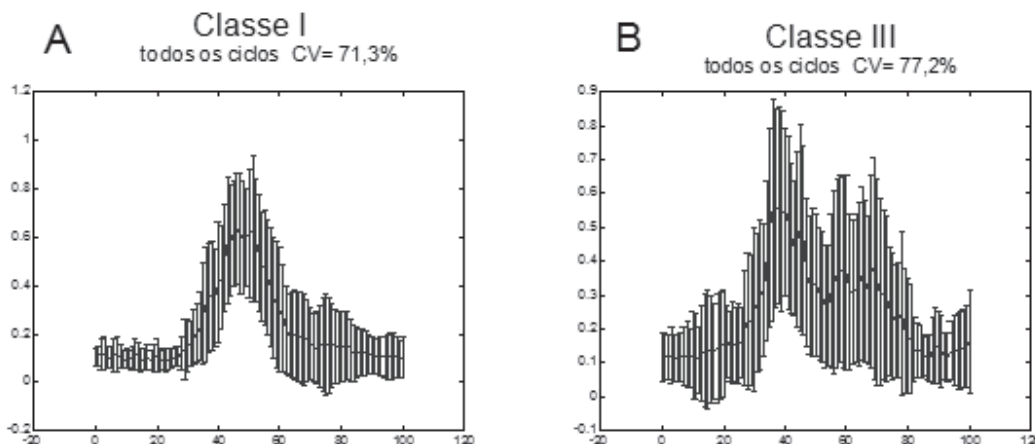 A
Classe I
todos os ciclos CV= 71,3%
1.2
1
0.8
0.6
0.4
0.2
0
-0.2
-20 0 20 40 60 80 100 120
B
Classe III
todos os ciclos CV= 77,2%
0.9
0.8
0.7
0.6
0.5
0.4
0.3
0.2
0.1
0
-0.1
-20 0 20 40 60 80 100 120